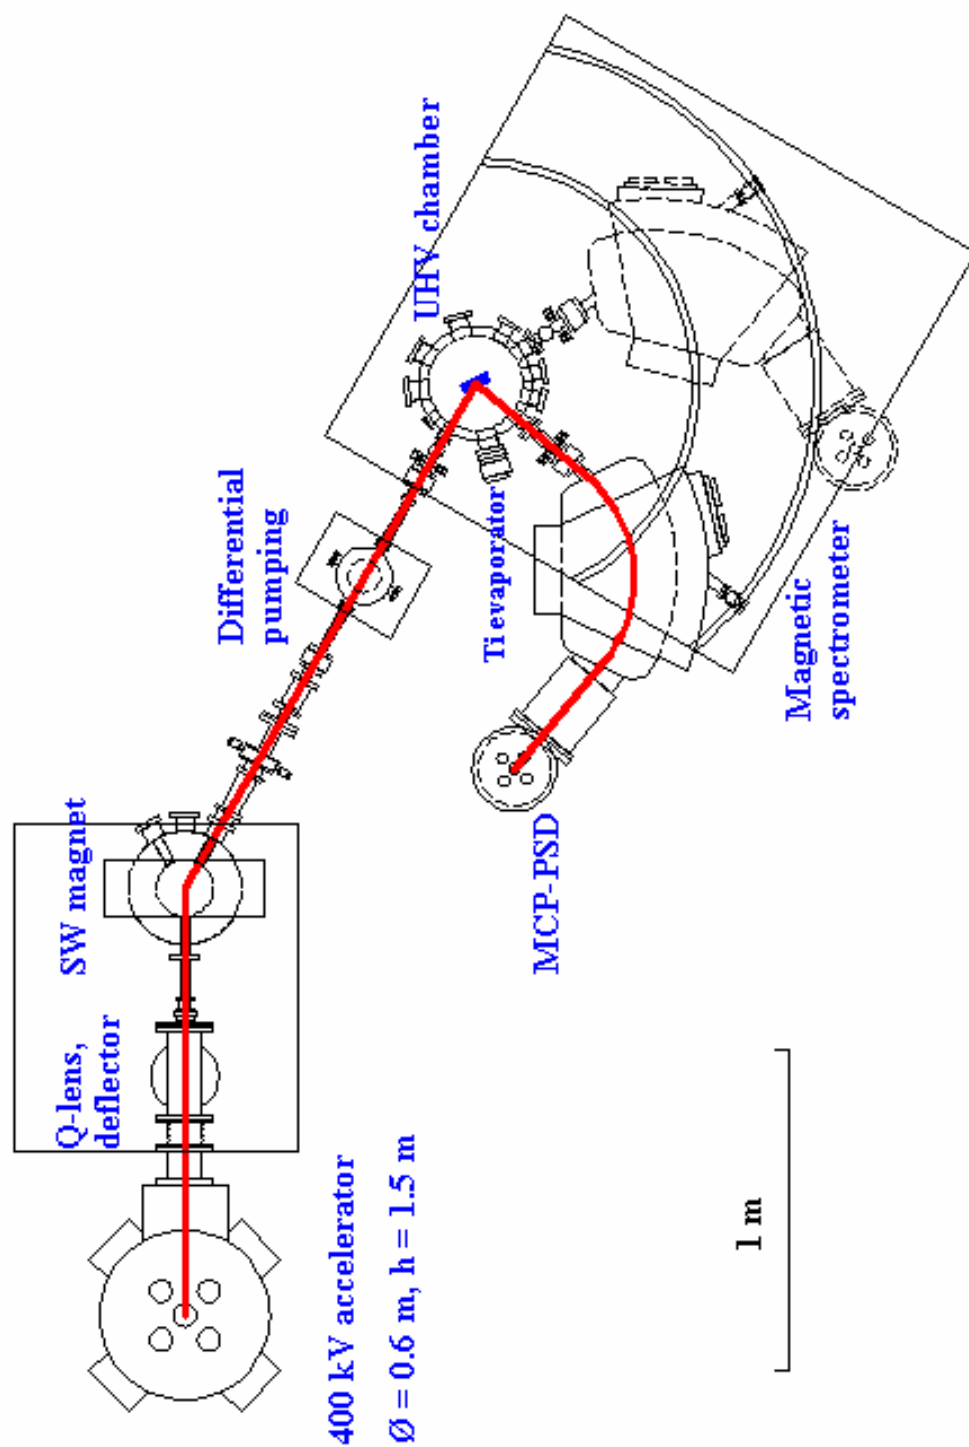 400 kV accelerator
Ø = 0.6 m, h = 1.5 m
Q-lens,
deflector
SW magnet
Differential
pumping
UHV chamber
Ti evaporator
MCP-PSD
Magnetic
spectrometer
1 m